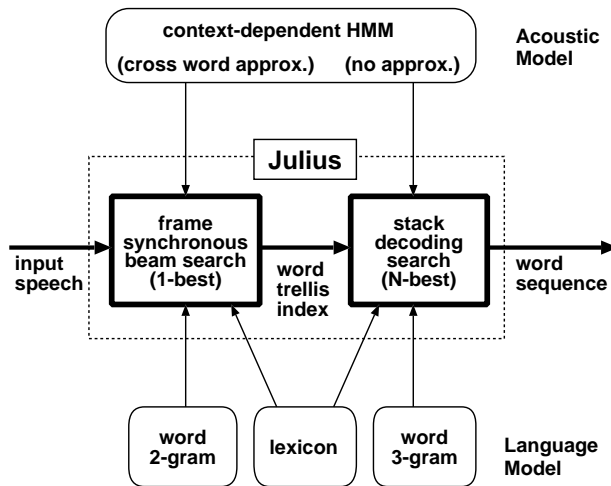 context-dependent HMM
(cross word approx.) (no approx.)
Acoustic
Model
Julius
frame
synchronous
beam search
(1-best)
stack
decoding
search
(N-best)
input
speech
word
trellis
index
word
sequence
word
2-gram
lexicon
word
3-gram
Language
Model